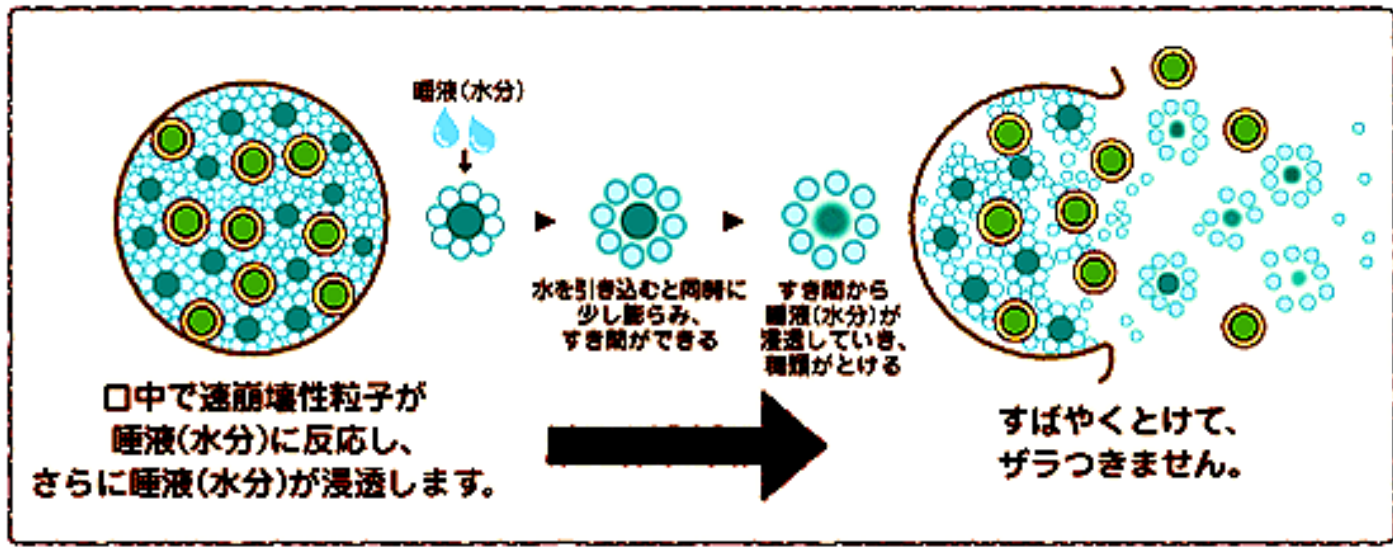 唾液(水分)
水を引き込むと同時に
少し膨らみ、
すき間ができる
すき間から
唾液(水分)が
浸透していき、
糖類がとける
口中で速崩壊性粒子が
唾液(水分)に反応し、
さらに唾液(水分)が浸透します。
すばやくとけて、
ザラつきません。